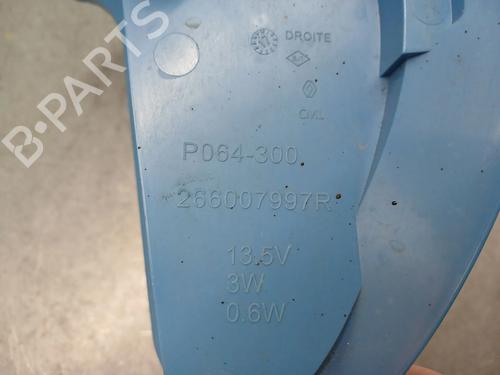 DROITE
P064-300
266007997R
13.5V
3W
0.6W
B-PARTS